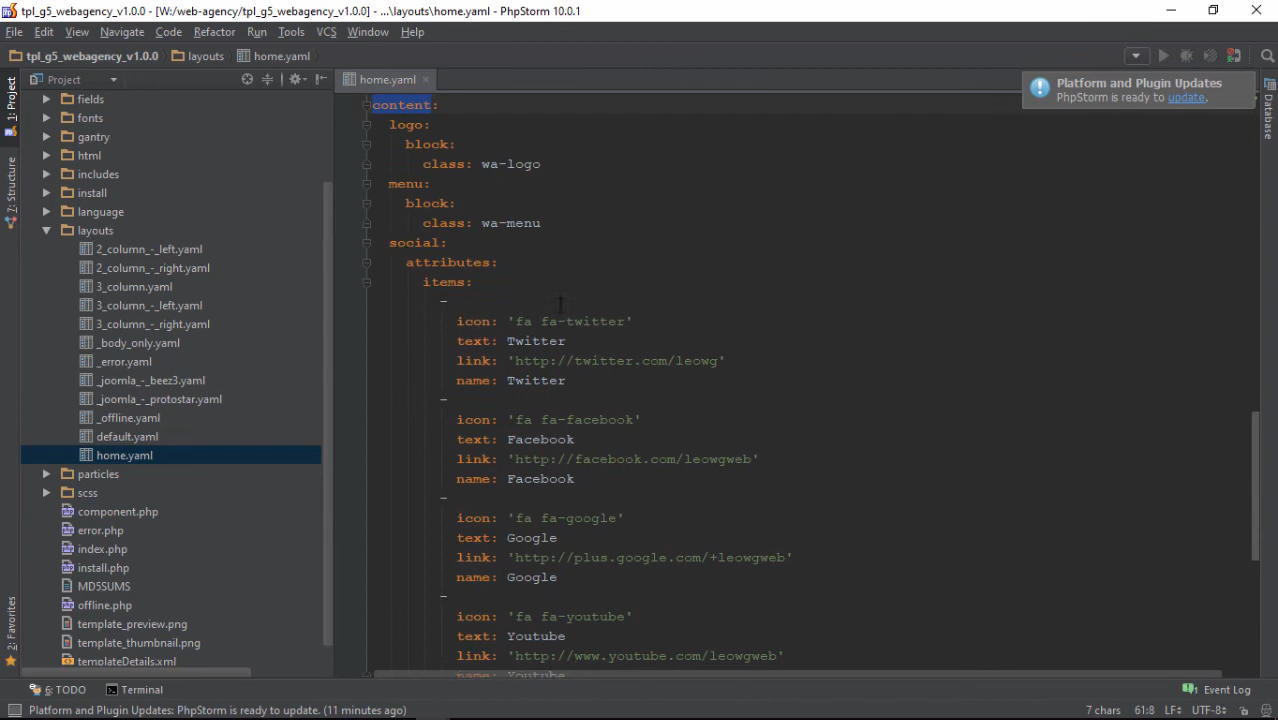 tpl_g5_webagency_v1.0.0 - [W:/web-agency/tpl_g5_webagency_v1.0.0] - ...\layouts\home.yaml - PhpStorm 10.0.1
File Edit View Navigate Code Refactor Run Tools VCS Window Help
tpl_g5_webagency_v1.0.0 layouts home.yaml
1: Project
7: Structure
2: Favorites
Project
fields
fonts
gantry
html
includes
install
language
layouts
2_column_-_left.yaml
2_column_-_right.yaml
3_column.yaml
3_column_-_left.yaml
3_column_-_right.yaml
_body_only.yaml
_error.yaml
_joomla_-_beez3.yaml
_joomla_-_protostar.yaml
_offline.yaml
default.yaml
home.yaml
particles
scss
component.php
error.php
index.php
install.php
MD5SUMS
offline.php
template_preview.png
template_thumbnail.png
templateDetails.xml
home.yaml
content:
logo:
block:
class: wa-logo
menu:
block:
class: wa-menu
social:
attributes:
items:
-
icon: 'fa fa-twitter'
text: Twitter
link: 'http://twitter.com/leowg'
name: Twitter
-
icon: 'fa fa-facebook'
text: Facebook
link: 'http://facebook.com/leowgweb'
name: Facebook
-
icon: 'fa fa-google'
text: Google
link: 'http://plus.google.com/+leowgweb'
name: Google
-
icon: 'fa fa-youtube'
text: Youtube
link: 'http://www.youtube.com/leowgweb'
name: Youtube
Platform and Plugin Updates
PhpStorm is ready to update.
Database
6: TODO Terminal
1 Event Log
Platform and Plugin Updates: PhpStorm is ready to update. (11 minutes ago)
7 chars 61:8 LF÷ UTF-8÷